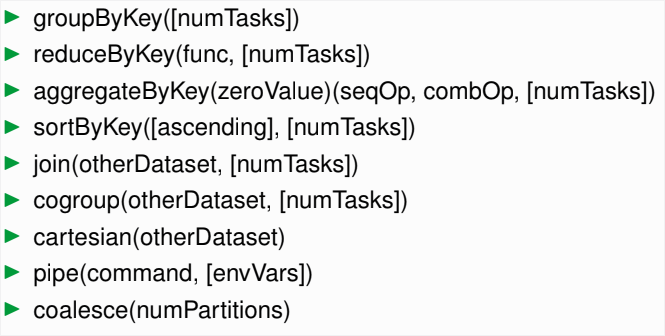 groupByKey([numTasks])
reduceByKey(func, [numTasks])
aggregateByKey(zeroValue)(seqOp, combOp, [numTasks])
sortByKey([ascending], [numTasks])
join(otherDataset, [numTasks])
cogroup(otherDataset, [numTasks])
cartesian(otherDataset)
pipe(command, [envVars])
coalesce(numPartitions)